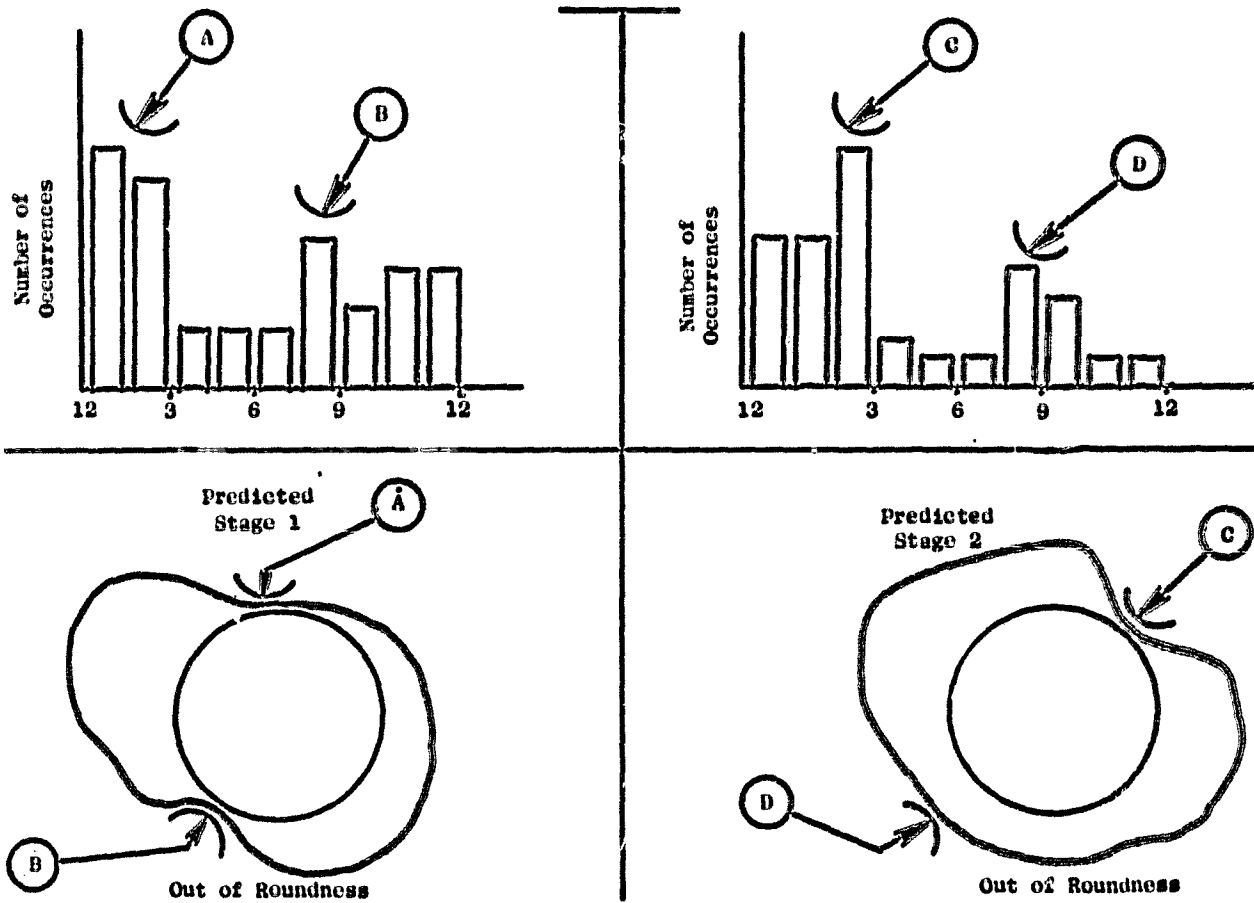 A
B
Number of
Occurrences
12 3 6 9 12
C
D
Number of
Occurrences
12 3 6 9 12
Predicted
Stage 1
A
B
Out of Roundness
Predicted
Stage 2
C
D
Out of Roundness